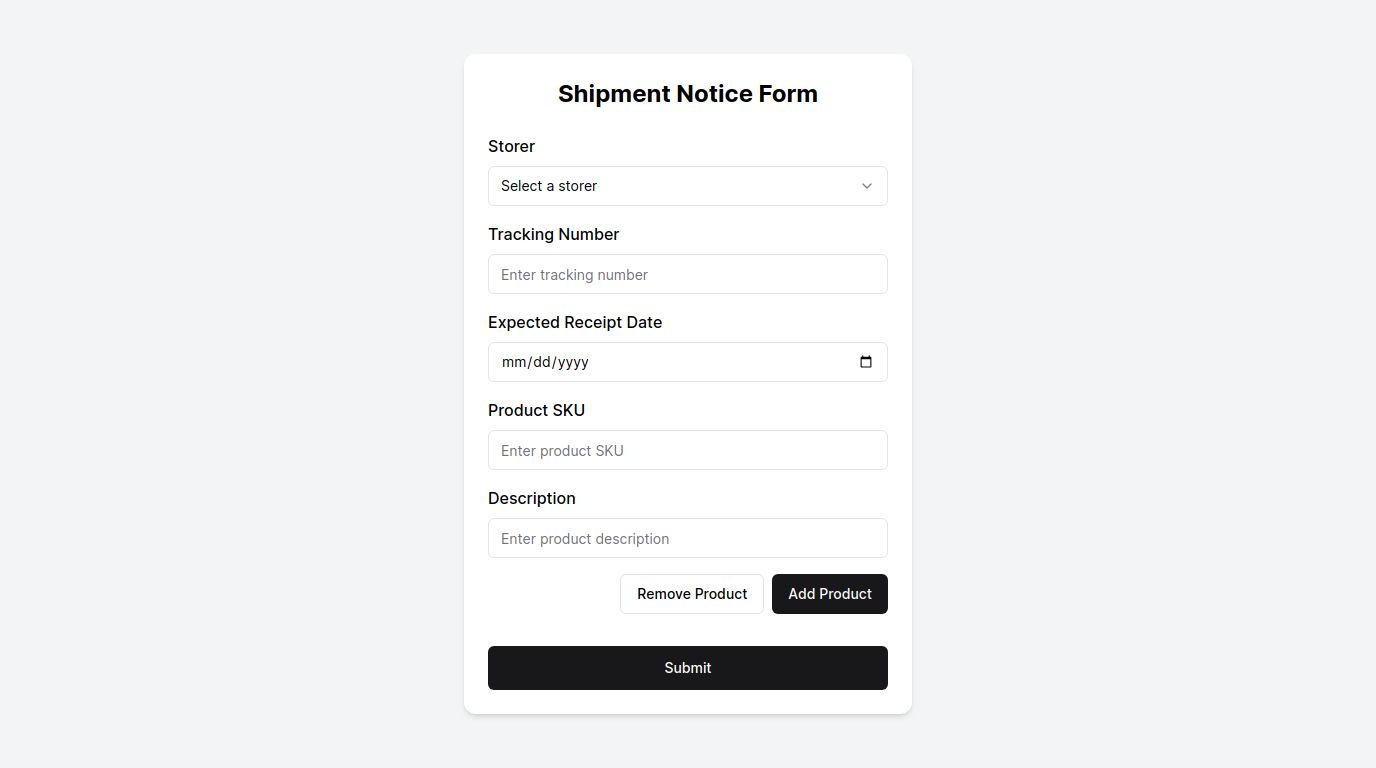 Shipment Notice Form
Storer
Select a storer
Tracking Number
Enter tracking number
Expected Receipt Date
mm/dd/yyyy
Product SKU
Enter product SKU
Description
Enter product description
Remove Product Add Product
Submit